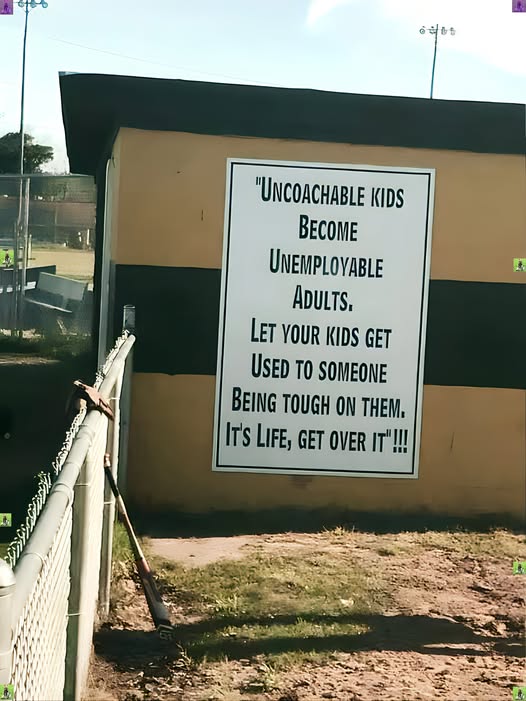 "Uncoachable kids
Become
Unemployable
Adults.
Let your kids get
Used to someone
Being tough on them.
It's Life, get over it"!!!